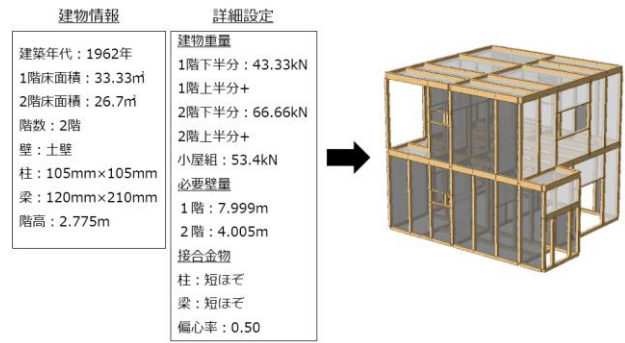 建物情報
建築年代：1962年
1階床面積：33.33㎡
2階床面積：26.7㎡
階数：2階
壁：土壁
柱：105mm×105mm
梁：120mm×210mm
階高：2.775m
詳細設定
建物重量
1階下半分：43.33kN
1階上半分+
2階下半分：66.66kN
2階上半分+
小屋組：53.4kN
必要壁量
1階：7.999m
2階：4.005m
接合金物
柱：短ほぞ
梁：短ほぞ
偏心率：0.50